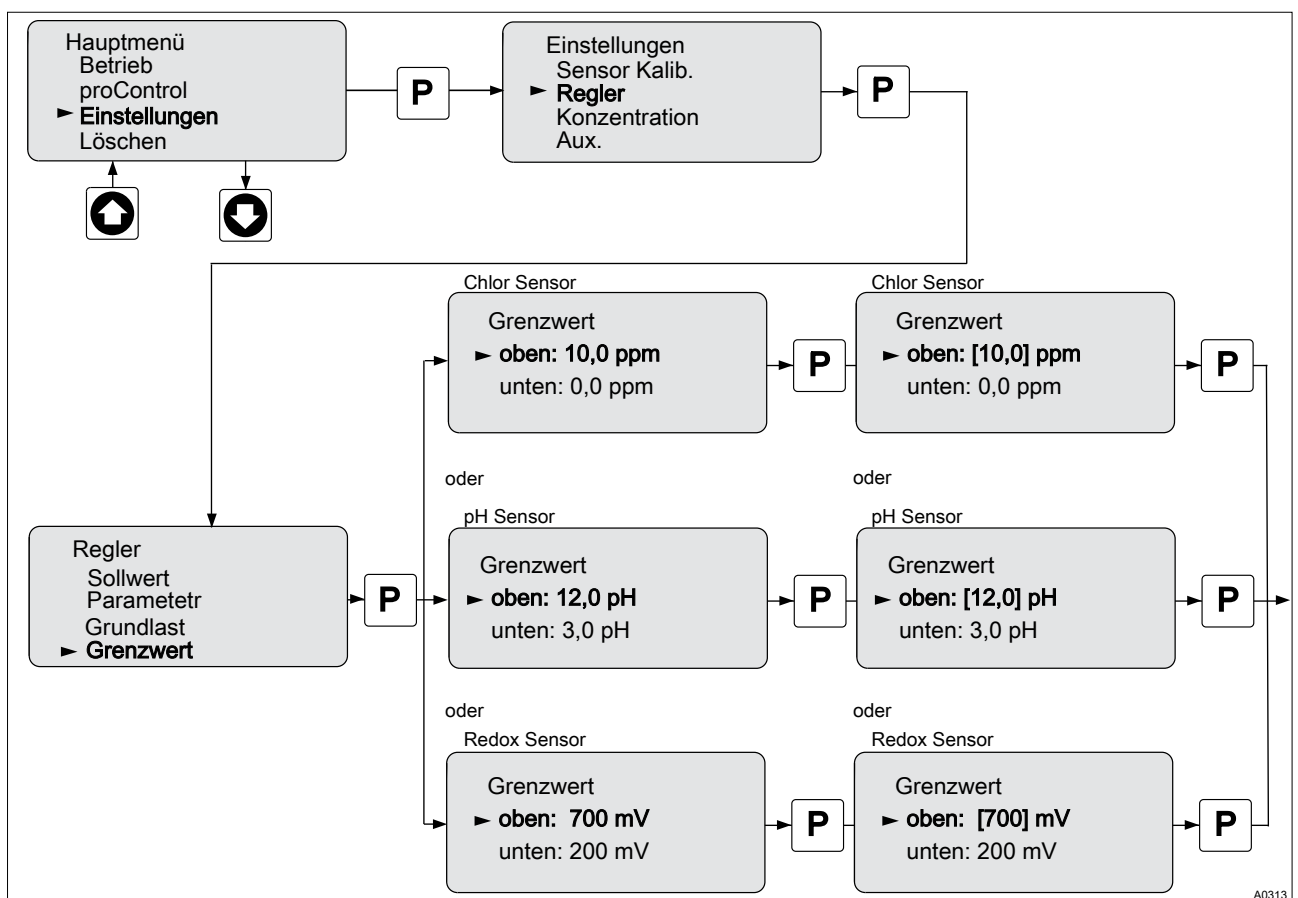 Hauptmenü
Betrieb
proControl
► Einstellungen
Löschen
P
Einstellungen
Sensor Kalib.
► Regler
Konzentration
Aux.
P
Chlor Sensor
Grenzwert
► oben: 10,0 ppm
unten: 0,0 ppm
P
Chlor Sensor
Grenzwert
► oben: [10,0] ppm
unten: 0,0 ppm
P
oder
oder
Regler
Sollwert
Parametetr
Grundlast
► Grenzwert
P
pH Sensor
Grenzwert
► oben: 12,0 pH
unten: 3,0 pH
P
pH Sensor
Grenzwert
► oben: [12,0] pH
unten: 3,0 pH
P
oder
oder
Redox Sensor
Grenzwert
► oben: 700 mV
unten: 200 mV
P
Redox Sensor
Grenzwert
► oben: [700] mV
unten: 200 mV
P
A0313